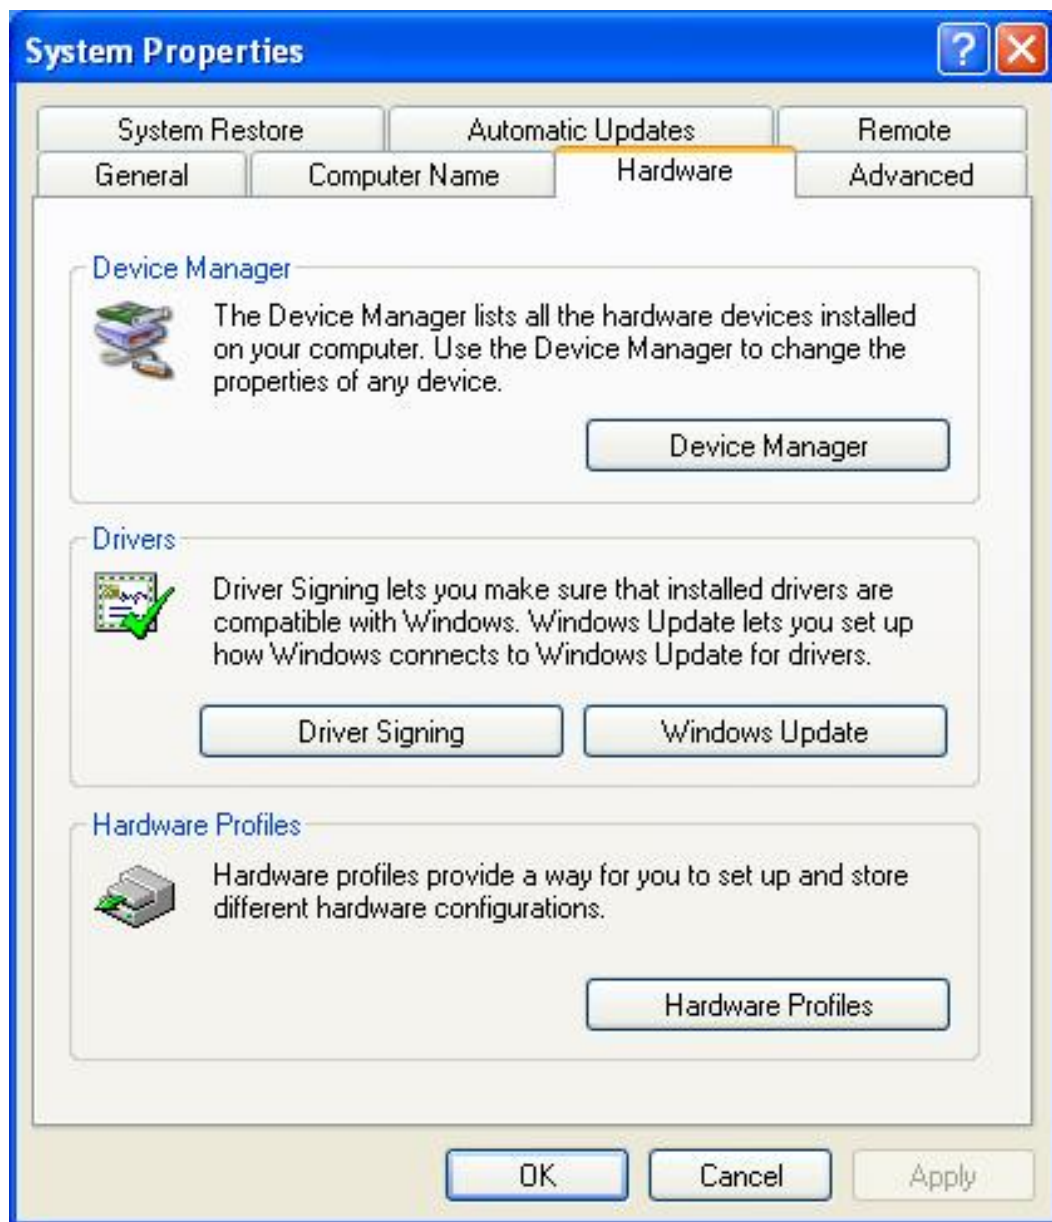 System Properties
System Restore
Automatic Updates
Remote
General
Computer Name
Hardware
Advanced
Device Manager
The Device Manager lists all the hardware devices installed
on your computer. Use the Device Manager to change the
properties of any device.
Device Manager
Drivers
Driver Signing lets you make sure that installed drivers are
compatible with Windows. Windows Update lets you set up
how Windows connects to Windows Update for drivers.
Driver Signing
Windows Update
Hardware Profiles
Hardware profiles provide a way for you to set up and store
different hardware configurations.
Hardware Profiles
OK
Cancel
Apply